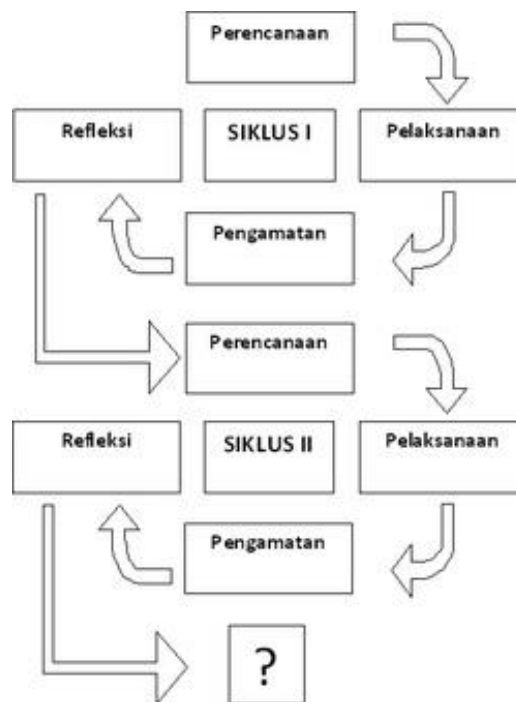 Perencanaan
Refleksi
SIKLUS I
Pelaksanaan
Pengamatan
Perencanaan
Refleksi
SIKLUS II
Pelaksanaan
Pengamatan
?